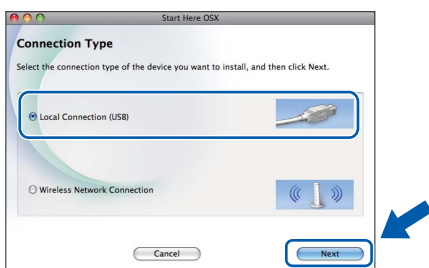 Start Here OSX
Connection Type
Select the connection type of the device you want to install, and then click Next.
Local Connection (USB)
Wireless Network Connection
Cancel
Next